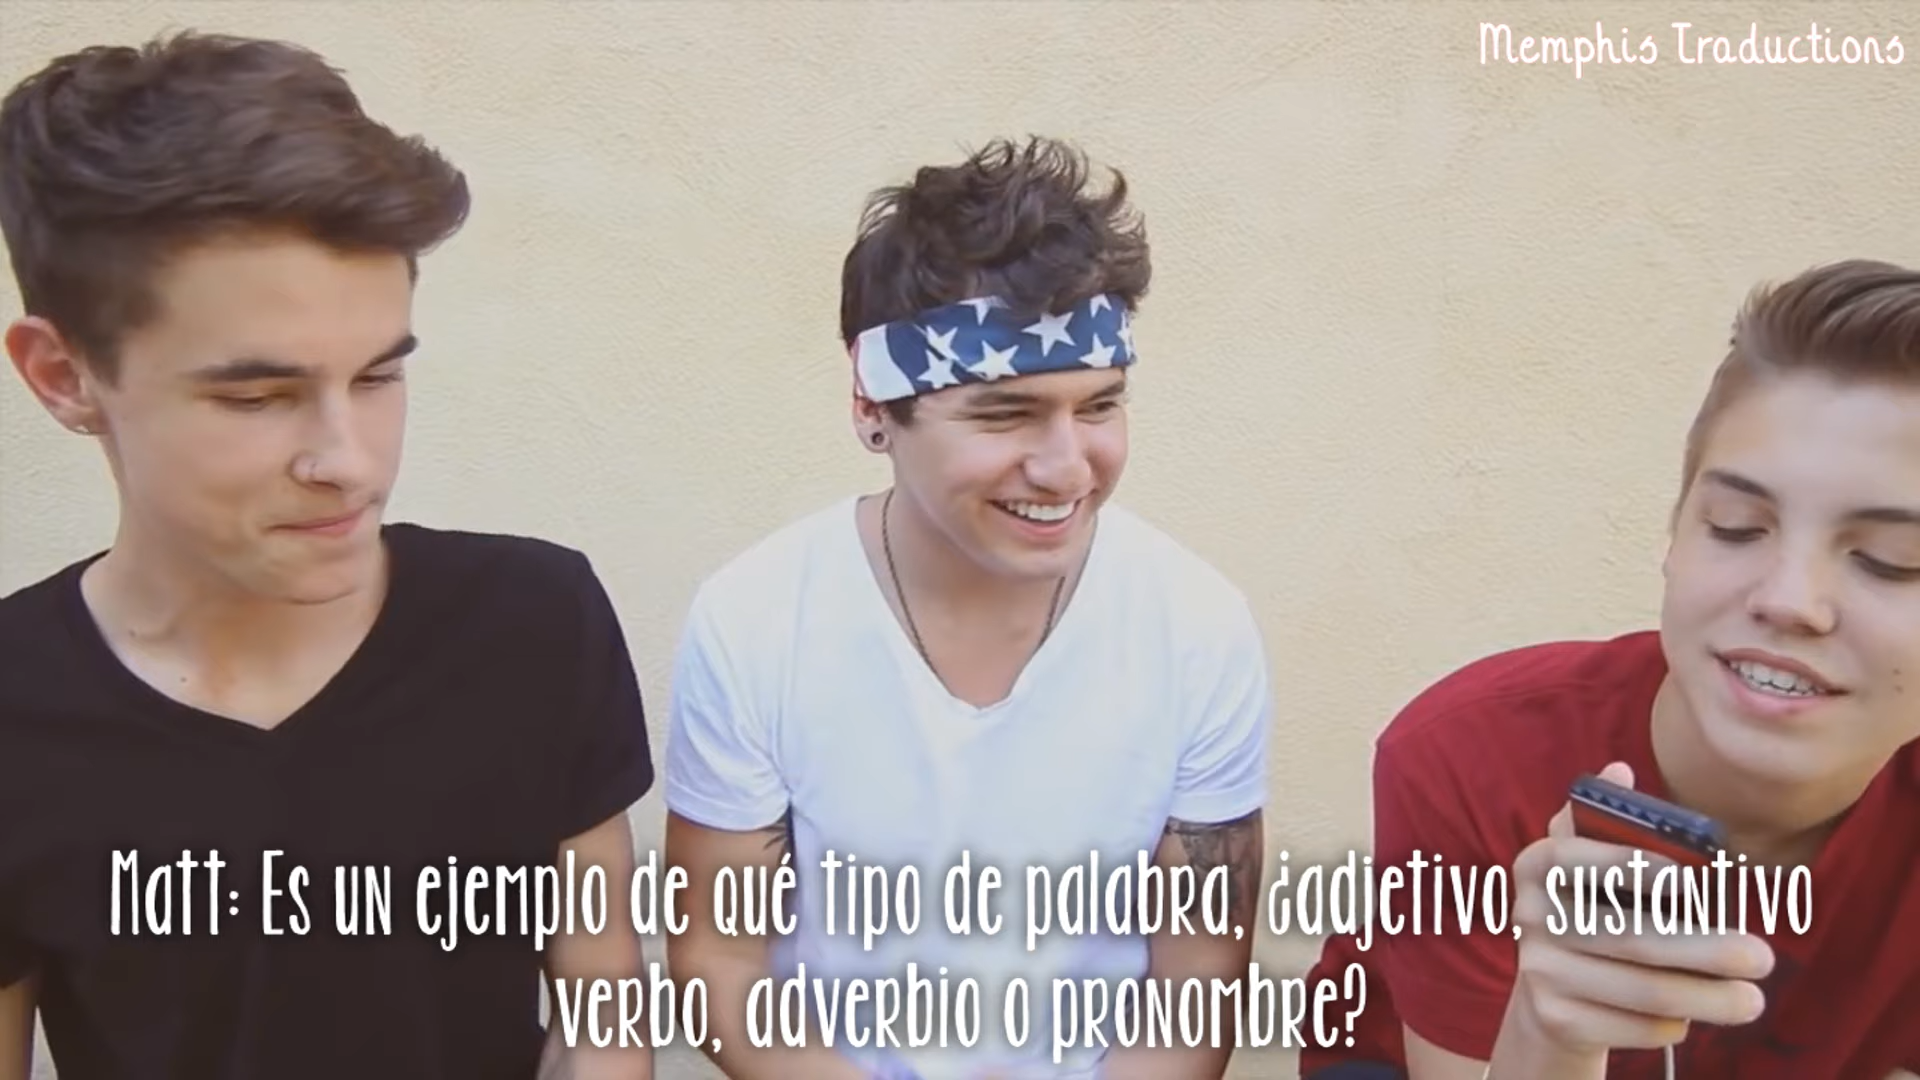 Memphis Traductions
Matt: Es un ejemplo de qué tipo de palabra, ¿adjetivo, sustantivo
verbo, adverbio o pronombre?